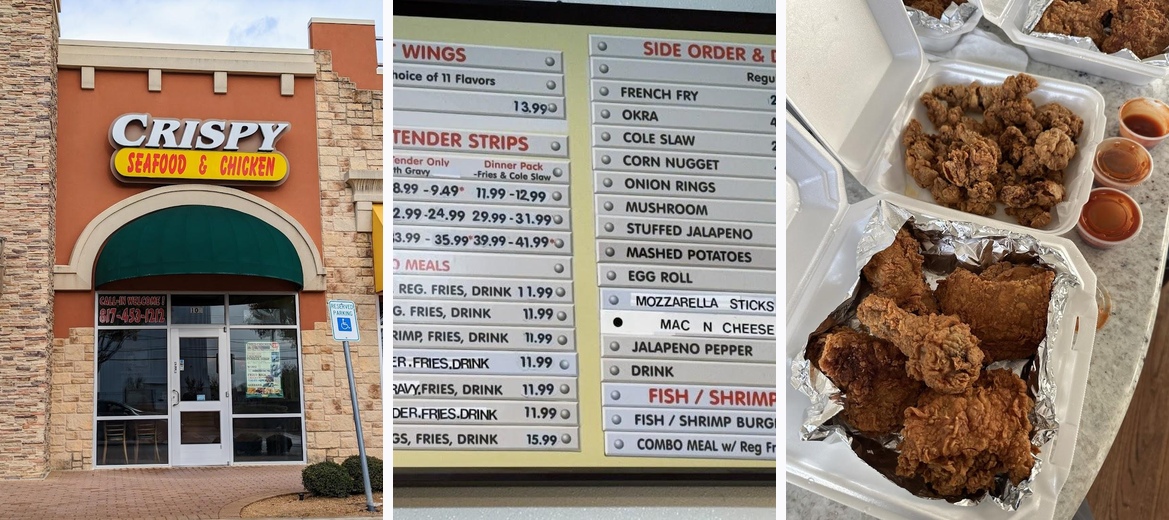 CRISPY
SEAFOOD & CHICKEN
CALL-IN WELCOME!
817-453-1212
RESERVED
PARKING
WINGS
hoice of 11 Flavors
13.99
TENDER STRIPS
Tender Only
Dinner Pack
th Gravy
-Fries & Cole Slaw
8.99 - 9.49* 11.99 -12.99
2.99-24.99 29.99 -31.99*
33.99 - 35.99*39.99 -41.99*
O MEALS
REG. FRIES, DRINK 11.99
G. FRIES, DRINK 11.99
RIMP, FRIES, DRINK 11.99
ER.FRIES.DRINK 11.99
RAVY,FRIES, DRINK 11.99
DER.FRIES.DRINK 11.99
GS, FRIES, DRINK 15.99
SIDE ORDER & D
Regu
FRENCH FRY 2
OKRA 4
COLE SLAW 2
CORN NUGGET
ONION RINGS
MUSHROOM
STUFFED JALAPENO
MASHED POTATOES
EGG ROLL
MOZZARELLA STICKS
MAC N CHEESE
JALAPENO PEPPER
DRINK
FISH / SHRIMP
FISH / SHRIMP BURG
COMBO MEAL w/ Reg Fr